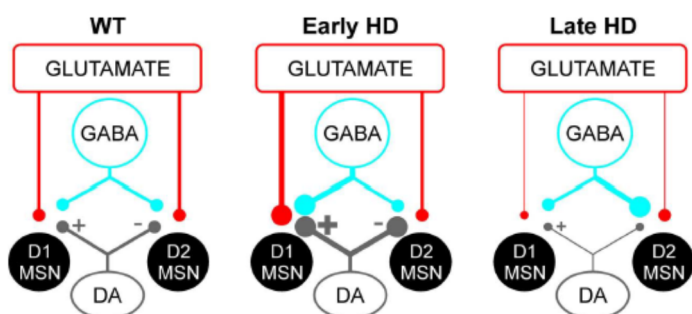 WT
GLUTAMATE
GABA
+ -
D1
MSN
D2
MSN
DA
Early HD
GLUTAMATE
GABA
+ -
D1
MSN
D2
MSN
DA
Late HD
GLUTAMATE
GABA
+
D1
MSN
D2
MSN
DA